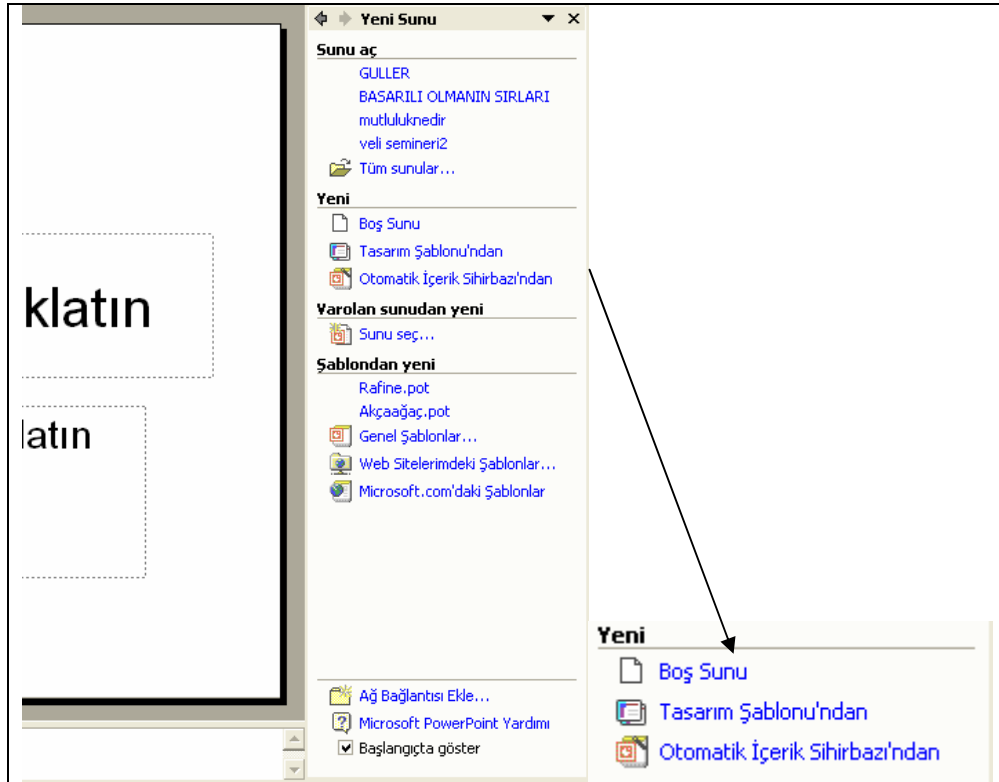 Yeni Sunu
Sunu aç
GULLER
BASARILI OLMANIN SIRLARI
mutluluknedir
veli semineri2
Tüm sunular...
Yeni
Boş Sunu
Tasarım Şablonu'ndan
Otomatik İçerik Sihirbazı'ndan
Varolan sunudan yeni
Sunu seç...
Şablondan yeni
Rafine.pot
Akçaağaç.pot
Genel Şablonlar...
Web Sitelerimdeki Şablonlar...
Microsoft.com'daki Şablonlar
Ağ Bağlantısı Ekle...
Microsoft PowerPoint Yardımı
Başlangıçta göster
klatın
latın
Yeni
Boş Sunu
Tasarım Şablonu'ndan
Otomatik İçerik Sihirbazı'ndan